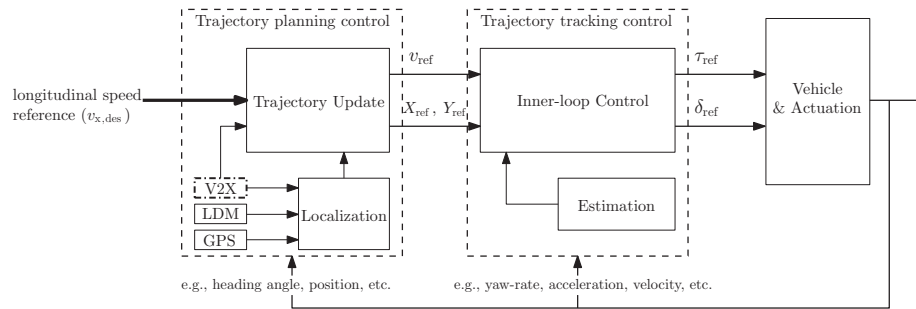 Trajectory planning control
Trajectory tracking control
longitudinal speed
reference (v_x,des)
Trajectory Update
v_ref
X_ref , Y_ref
Inner-loop Control
τ_ref
δ_ref
Vehicle
& Actuation
V2X
LDM
GPS
Localization
Estimation
e.g., heading angle, position, etc.
e.g., yaw-rate, acceleration, velocity, etc.